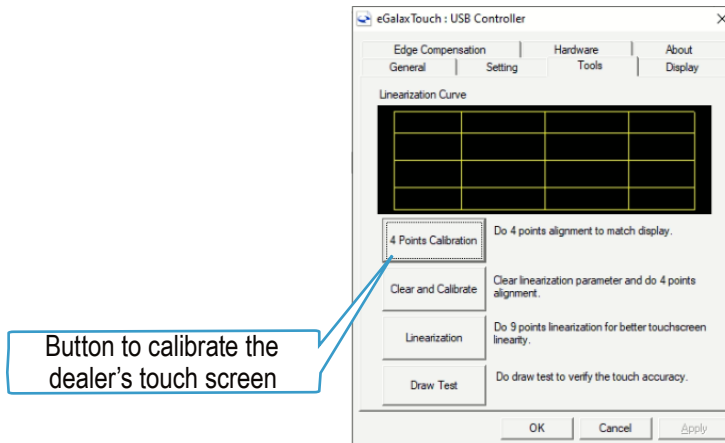 eGalaxTouch : USB Controller
Edge Compensation Hardware About
General Setting Tools Display
Linearization Curve
4 Points Calibration
Do 4 points alignment to match display.
Clear and Calibrate
Clear linearization parameter and do 4 points
alignment.
Linearization
Do 9 points linearization for better touchscreen
linearity.
Draw Test
Do draw test to verify the touch accuracy.
OK Cancel Apply
Button to calibrate the
dealer's touch screen